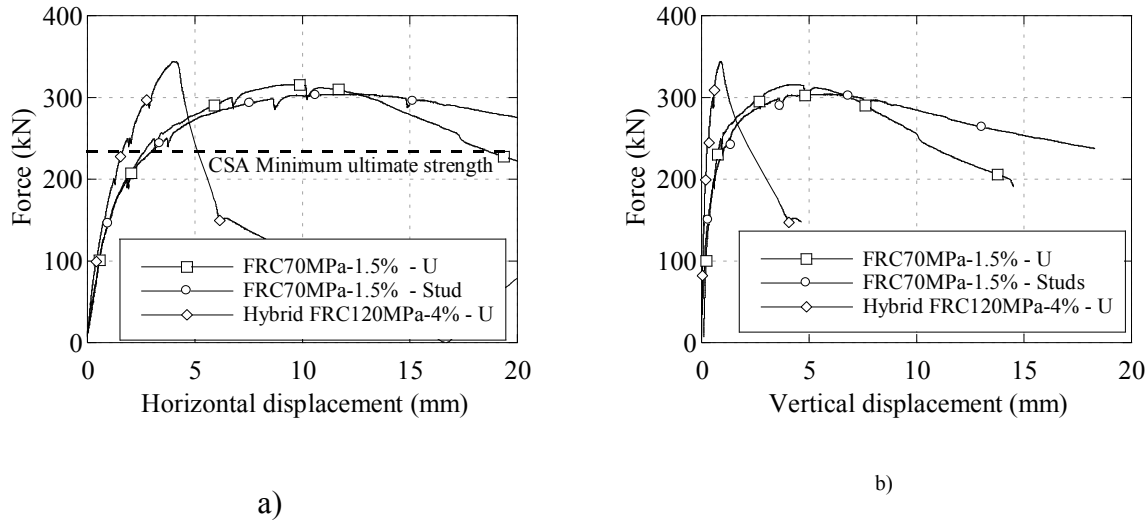 400
300
200
100
0
Force (kN)
CSA Minimum ultimate strength
FRC70MPa-1.5% - U
FRC70MPa-1.5% - Stud
Hybrid FRC120MPa-4% - U
0 5 10 15 20
Horizontal displacement (mm)
a)
400
300
200
100
0
Force (kN)
FRC70MPa-1.5% - U
FRC70MPa-1.5% - Studs
Hybrid FRC120MPa-4% - U
0 5 10 15 20
Vertical displacement (mm)
b)